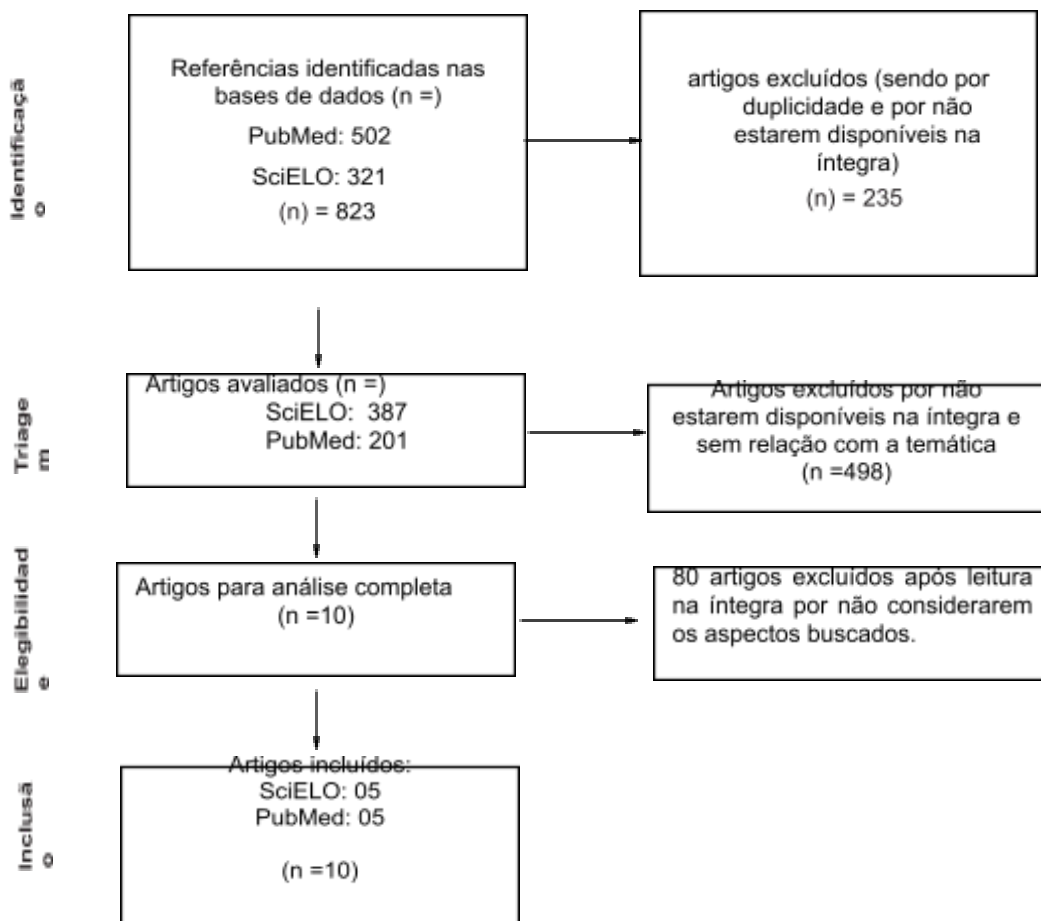 Identificaçã
o
Referências identificadas nas
bases de dados (n =)
PubMed: 502
SciELO: 321
(n) = 823
artigos excluídos (sendo por
duplicidade e por não
estarem disponíveis na
íntegra)
(n) = 235
Triage
m
Artigos avaliados (n =)
SciELO: 387
PubMed: 201
Artigos excluídos por não
estarem disponíveis na íntegra e
sem relação com a temática
(n =498)
Elegibilidad
e
Artigos para análise completa
(n =10)
80 artigos excluídos após leitura
na íntegra por não considerarem
os aspectos buscados.
Inclusã
o
Artigos incluídos:
SciELO: 05
PubMed: 05
(n =10)